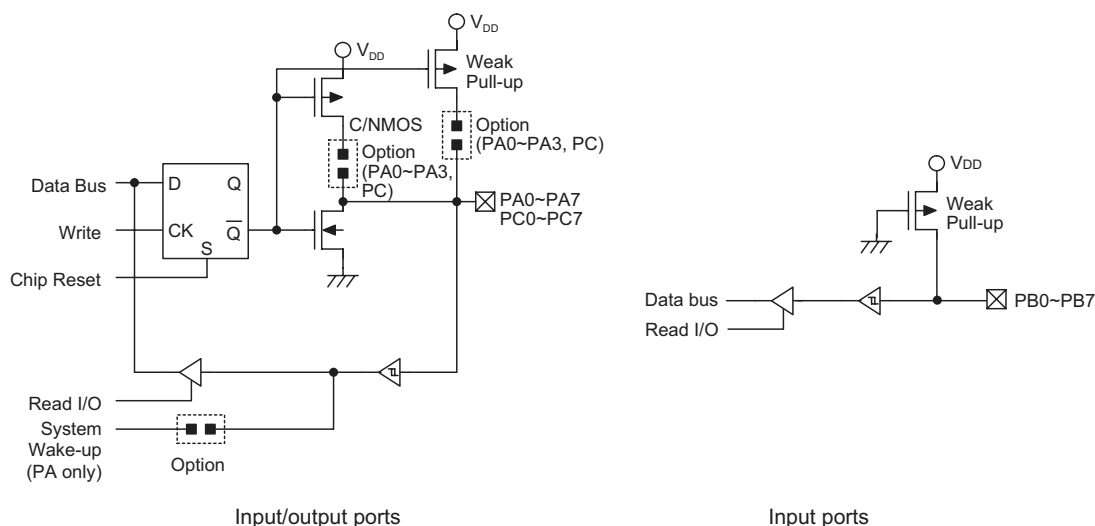 VDD
VDD
Weak
Pull-up
C/NMOS
Option
(PA0~PA3,
PC)
Option
(PA0~PA3, PC)
Data Bus
D
Q
Write
CK
Q
S
Chip Reset
PA0~PA7
PC0~PC7
Read I/O
System
Wake-up
(PA only)
Option
Input/output ports
VDD
Weak
Pull-up
Data bus
Read I/O
PB0~PB7
Input ports